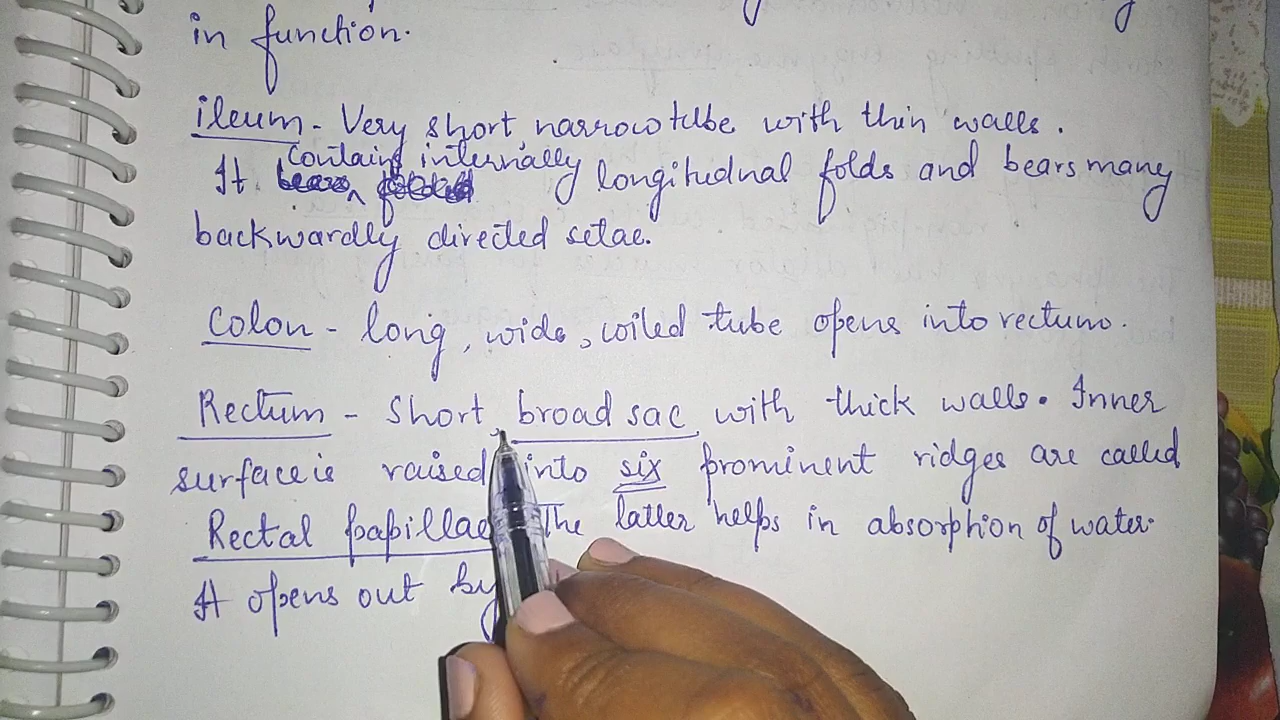 in function.
ileum - Very short, narrow tube with thin walls.
It contains internally longitudnal folds and bears many
backwardly directed setae.
Colon - long, wide, coiled tube opens into rectum.
Rectum - Short, broad sac, with thick walls. Inner
surface is raised into six prominent ridges are called
Rectal papillae The latter helps in absorption of water.
It opens out by